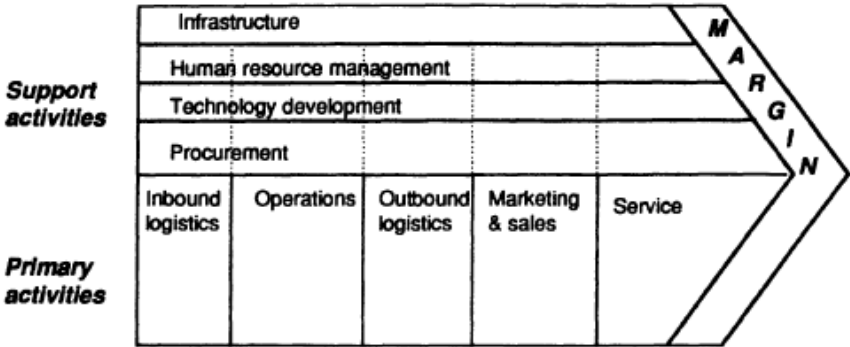 Infrastructure
Human resource management
Support
activities
Technology development
Procurement
MARGIN
Inbound
logistics
Operations
Outbound
logistics
Marketing
& sales
Service
Primary
activities